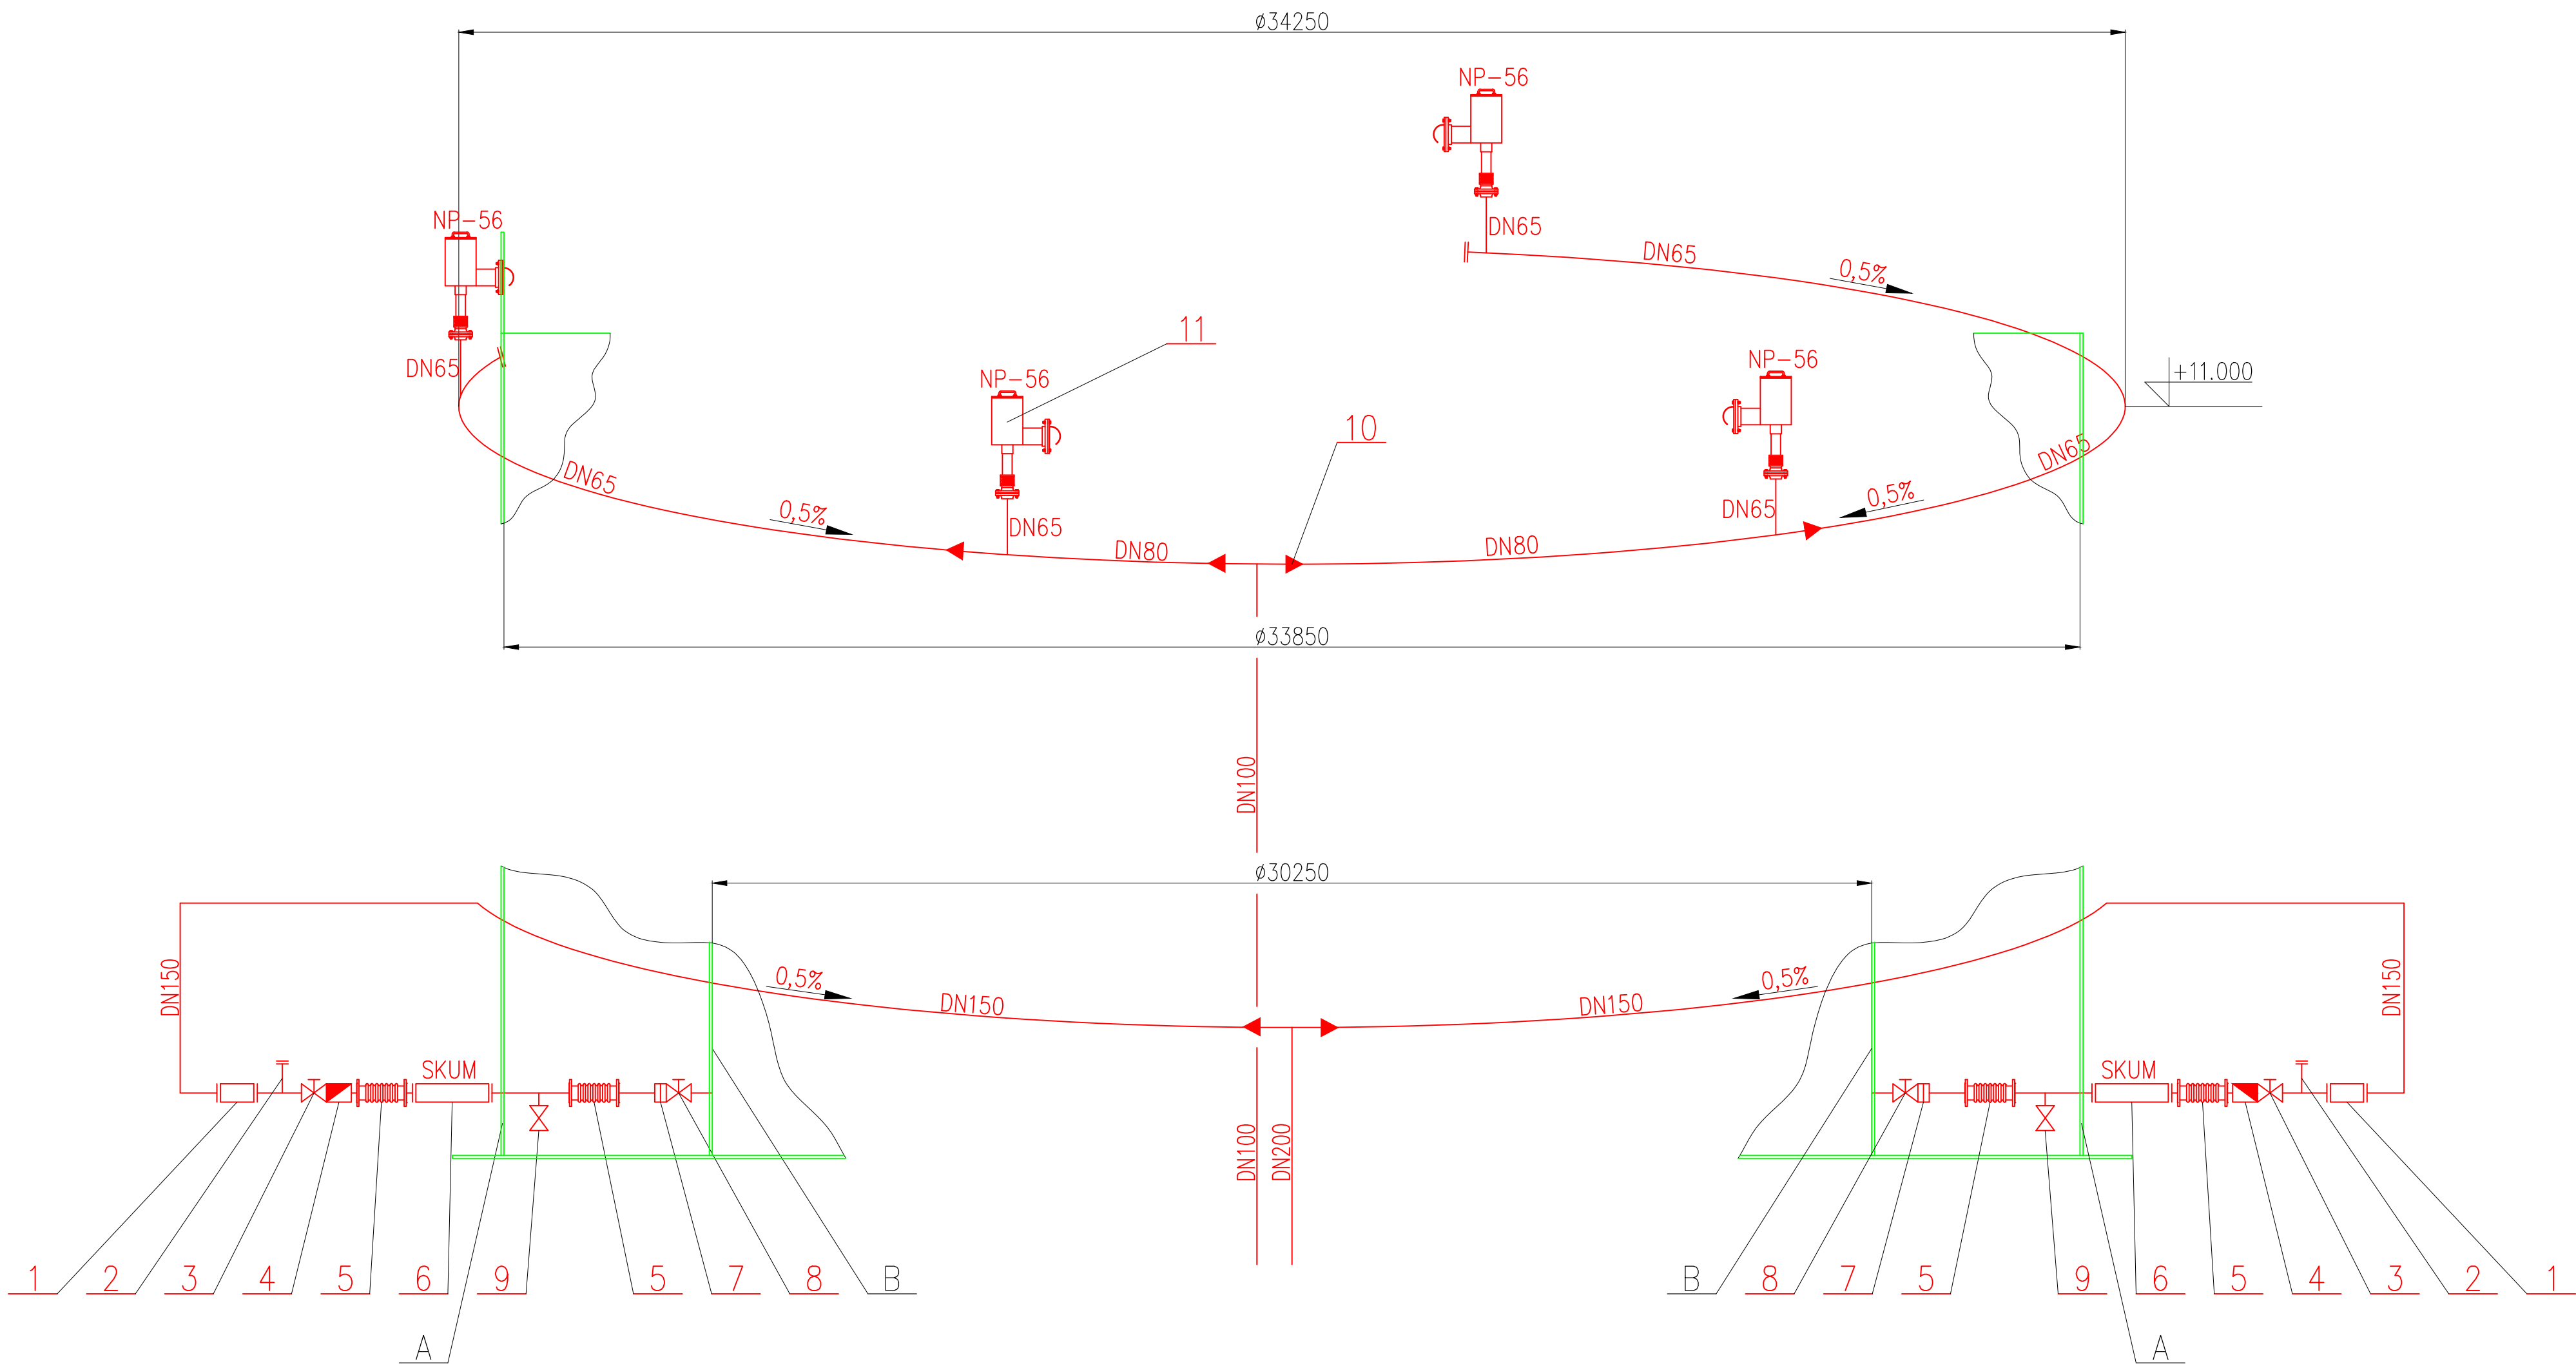 ø34250
NP-56
NP-56
DN65
DN65
0,5%
11
NP-56
DN65
NP-56
+11.000
10
DN65
DN65
0,5%
0,5%
DN65
DN65
DN80
DN80
ø33850
DN100
ø30250
DN150
0,5%
0,5%
DN150
DN150
DN150
SKUM
SKUM
DN100
DN200
1
2
3
4
5
6
9
5
7
8
B
B
8
7
5
9
6
5
4
3
2
1
A
A